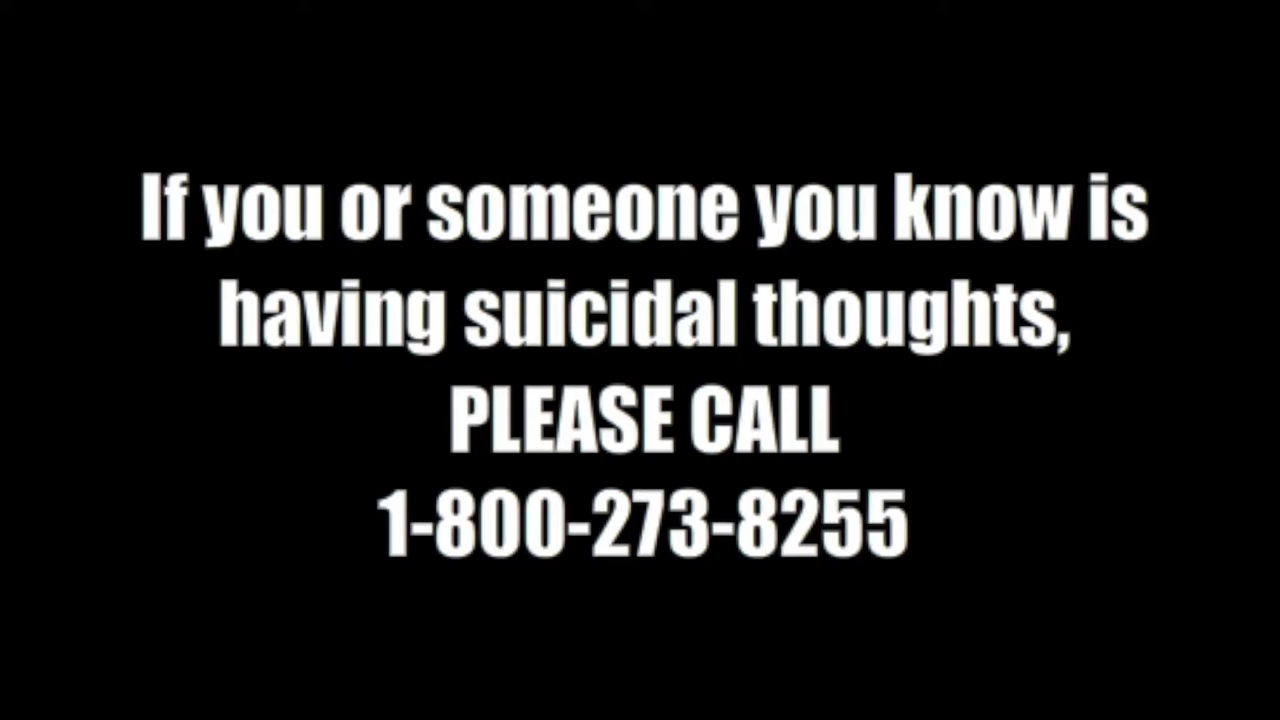 If you or someone you know is
having suicidal thoughts,
PLEASE CALL
1-800-273-8255